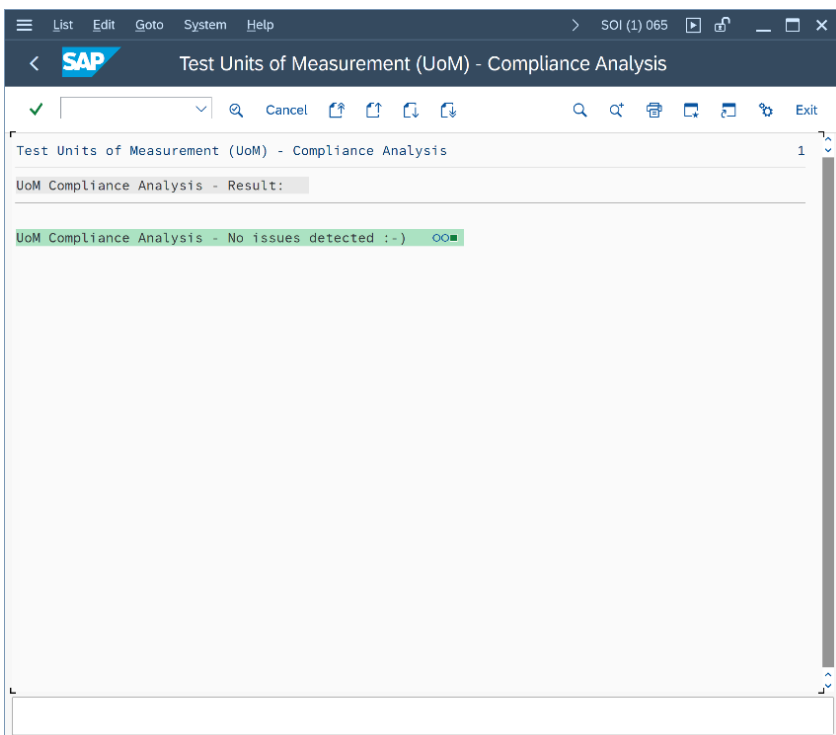 List Edit Goto System Help SOI (1) 065
SAP Test Units of Measurement (UoM) - Compliance Analysis
Cancel Exit
Test Units of Measurement (UoM) - Compliance Analysis 1
UoM Compliance Analysis - Result:
UoM Compliance Analysis - No issues detected :-)